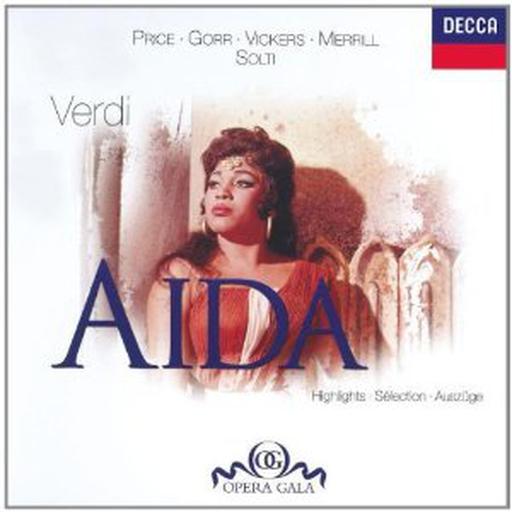 PRICE · GORR · VICKERS · MERRILL
SOLTI
DECCA
Verdi
AIDA
Highlights · Sélection · Auszüge
OG
OPERA GALA